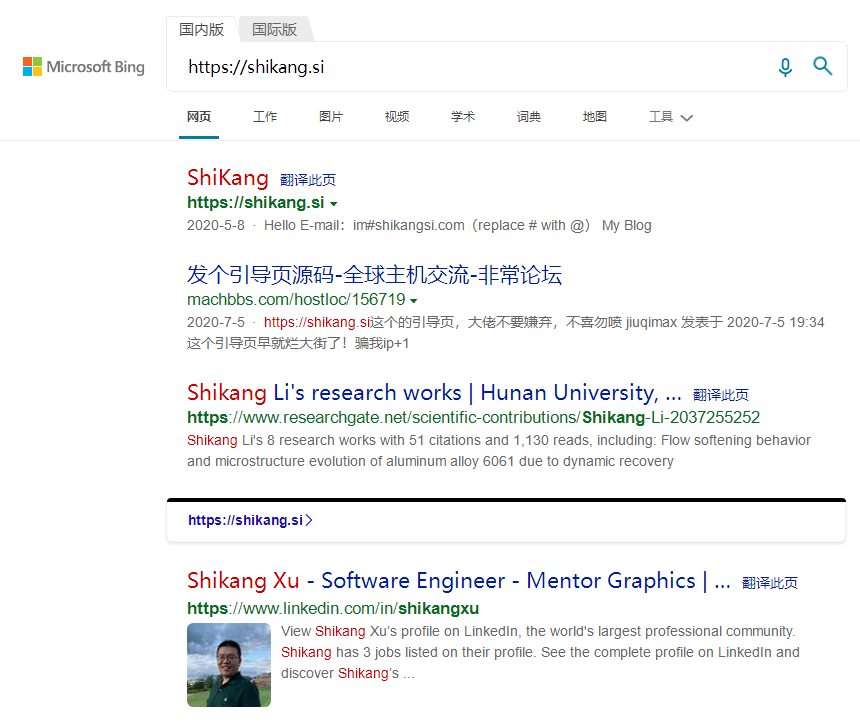 国内版 国际版
Microsoft Bing
https://shikang.si
网页 工作 图片 视频 学术 词典 地图 工具
ShiKang 翻译此页
https://shikang.si
2020-5-8 · Hello E-mail：im#shikangsi.com（replace # with @） My Blog
发个引导页源码-全球主机交流-非常论坛
machbbs.com/hostloc/156719
2020-7-5 · https://shikang.si这个的引导页，大佬不要嫌弃，不喜勿喷 jiuqimax 发表于 2020-7-5 19:34
这个引导页早就烂大街了！骗我ip+1
Shikang Li's research works | Hunan University, ... 翻译此页
https://www.researchgate.net/scientific-contributions/Shikang-Li-2037255252
Shikang Li's 8 research works with 51 citations and 1,130 reads, including: Flow softening behavior
and microstructure evolution of aluminum alloy 6061 due to dynamic recovery
https://shikang.si
Shikang Xu - Software Engineer - Mentor Graphics | ... 翻译此页
https://www.linkedin.com/in/shikangxu
View Shikang Xu’s profile on LinkedIn, the world's largest professional community.
Shikang has 3 jobs listed on their profile. See the complete profile on LinkedIn and
discover Shikang’s ...